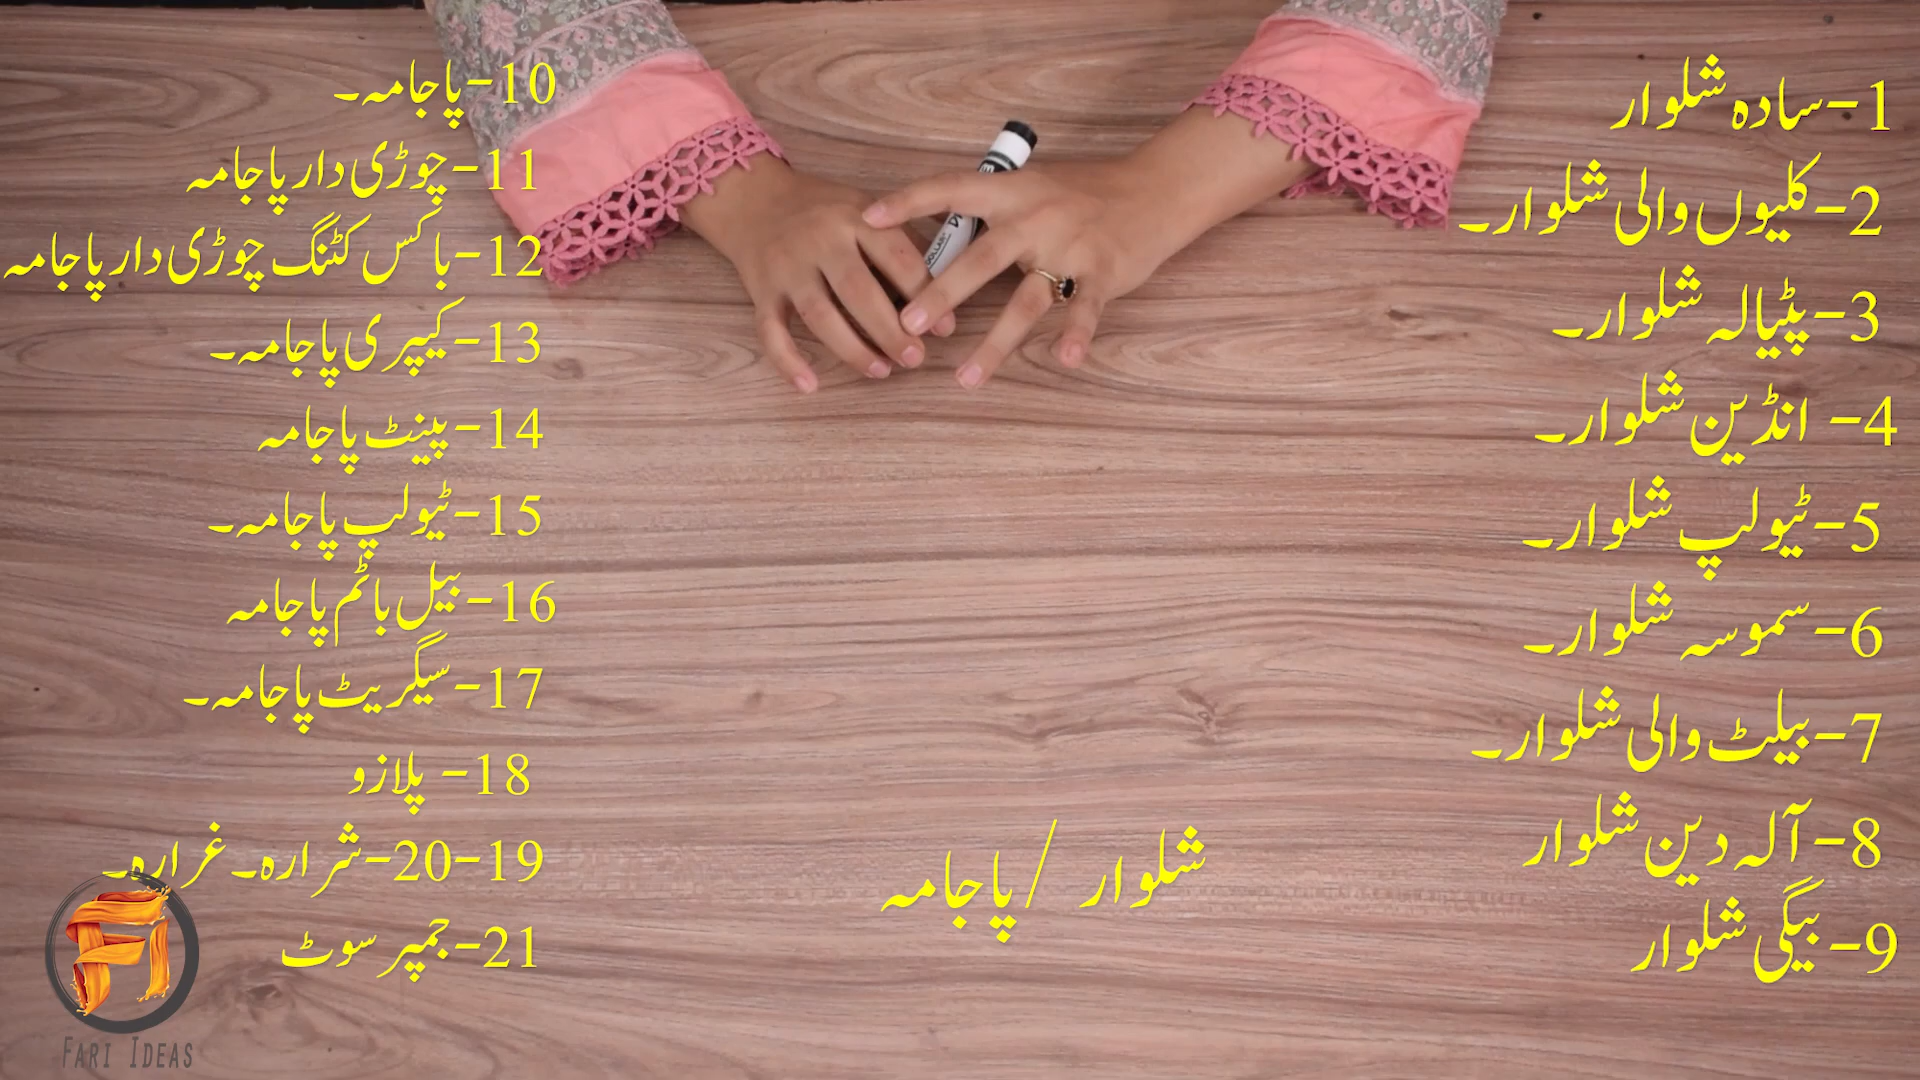 1-سادہ شلوار
2-کلیوں والی شلوار۔
3-پٹیالہ شلوار۔
4- انڈین شلوار۔
5-ٹیولپ شلوار۔
6-سموسہ شلوار۔
7-بیلٹ والی شلوار۔
8-آلہ دین شلوار
9-بیگی شلوار
10-پاجامہ۔
11-چوڑی دار پاجامہ
12-باکس کٹنگ چوڑی دار پاجامہ
13-کیپری پاجامہ۔
14-پینٹ پاجامہ
15-ٹیولپ پاجامہ۔
16-بیل باٹم پاجامہ
17-سیگریٹ پاجامہ۔
18- پلازو
19-20-شرارہ۔غرارہ۔
21-جمپر سوٹ
شلوار / پاجامہ
DOLLAR
FI
FARI IDEAS